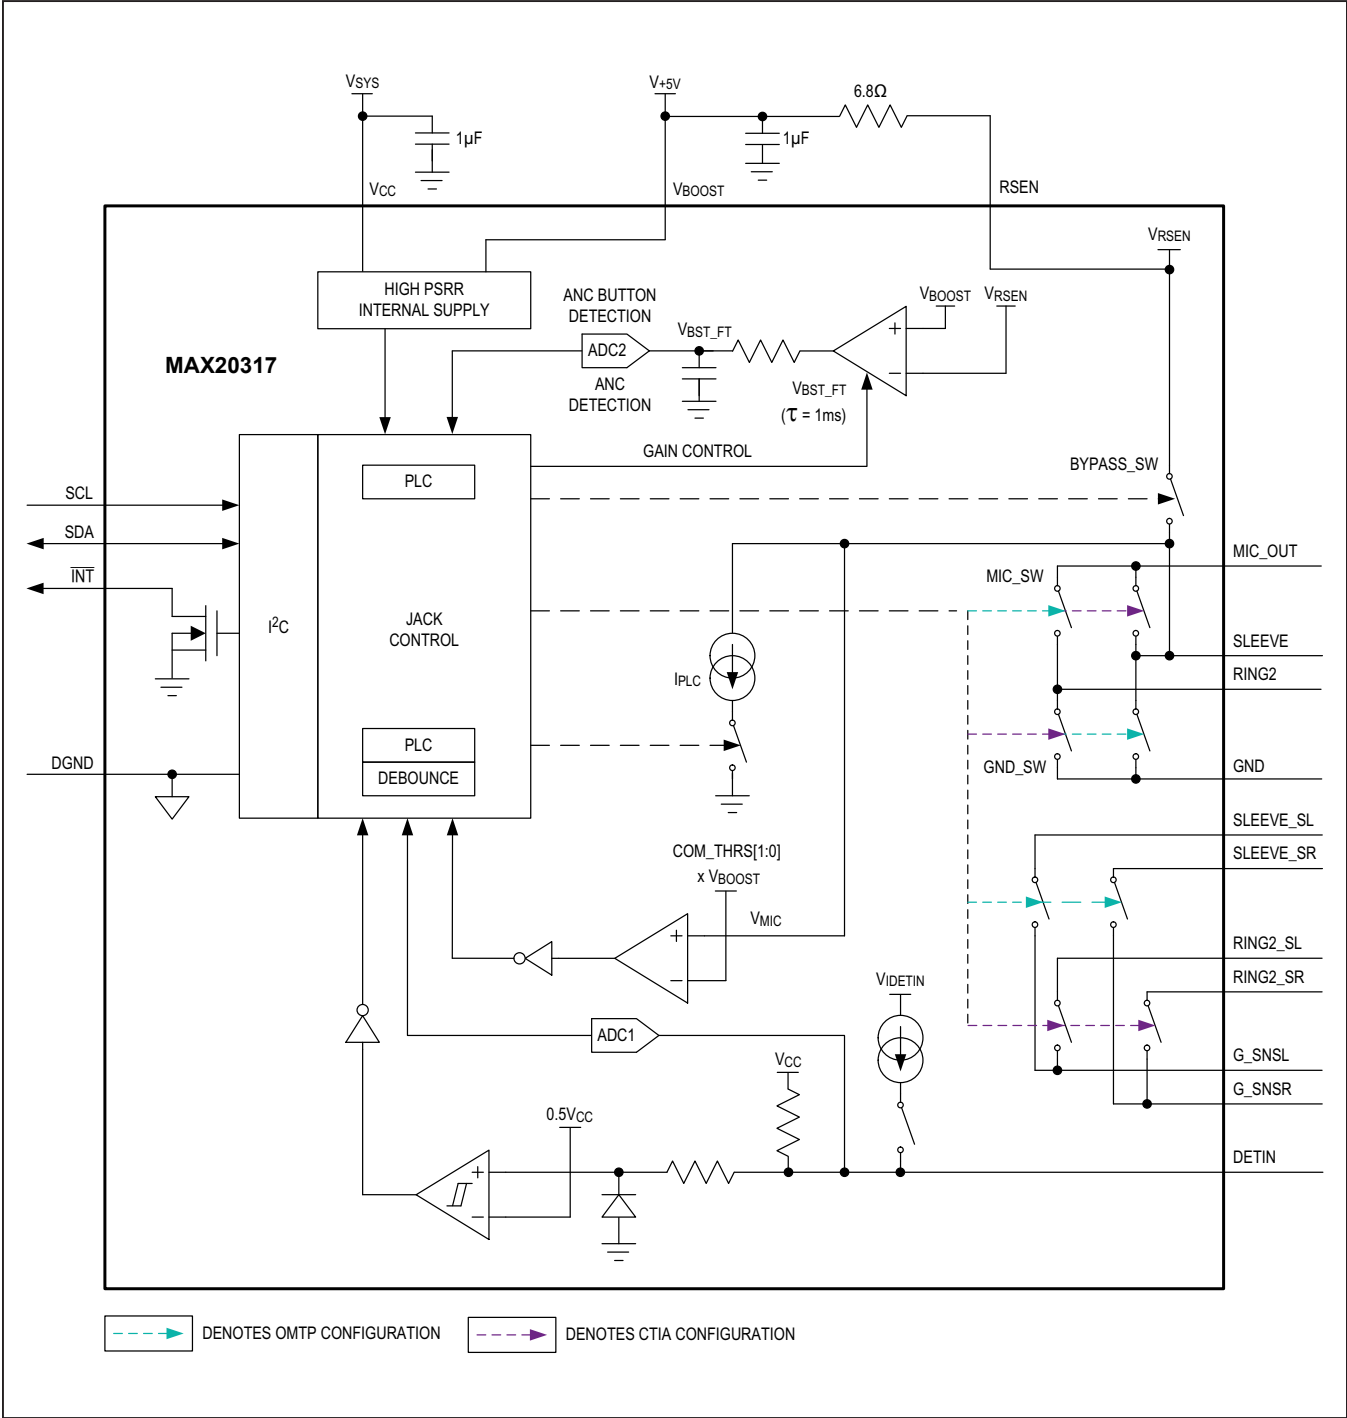 VSYS
V+5V
6.8Ω
1µF
1µF
VCC
VBOOST
RSEN
VRSEN
HIGH PSRR
INTERNAL SUPPLY
ANC BUTTON
DETECTION
VBOOST
VRSEN
VBST_FT
+
MAX20317
ADC2
−
ANC
DETECTION
VBST_FT
(τ = 1ms)
GAIN CONTROL
BYPASS_SW
PLC
SCL
SDA
INT
MIC_OUT
MIC_SW
I²C
JACK
CONTROL
SLEEVE
RING2
IPLC
PLC
DEBOUNCE
DGND
GND_SW
GND
SLEEVE_SL
SLEEVE_SR
COM_THRS[1:0]
x VBOOST
VMIC
+
−
RING2_SL
RING2_SR
VIDETIN
ADC1
VCC
G_SNSL
G_SNSR
0.5VCC
+
−
DETIN
DENOTES OMTP CONFIGURATION
DENOTES CTIA CONFIGURATION